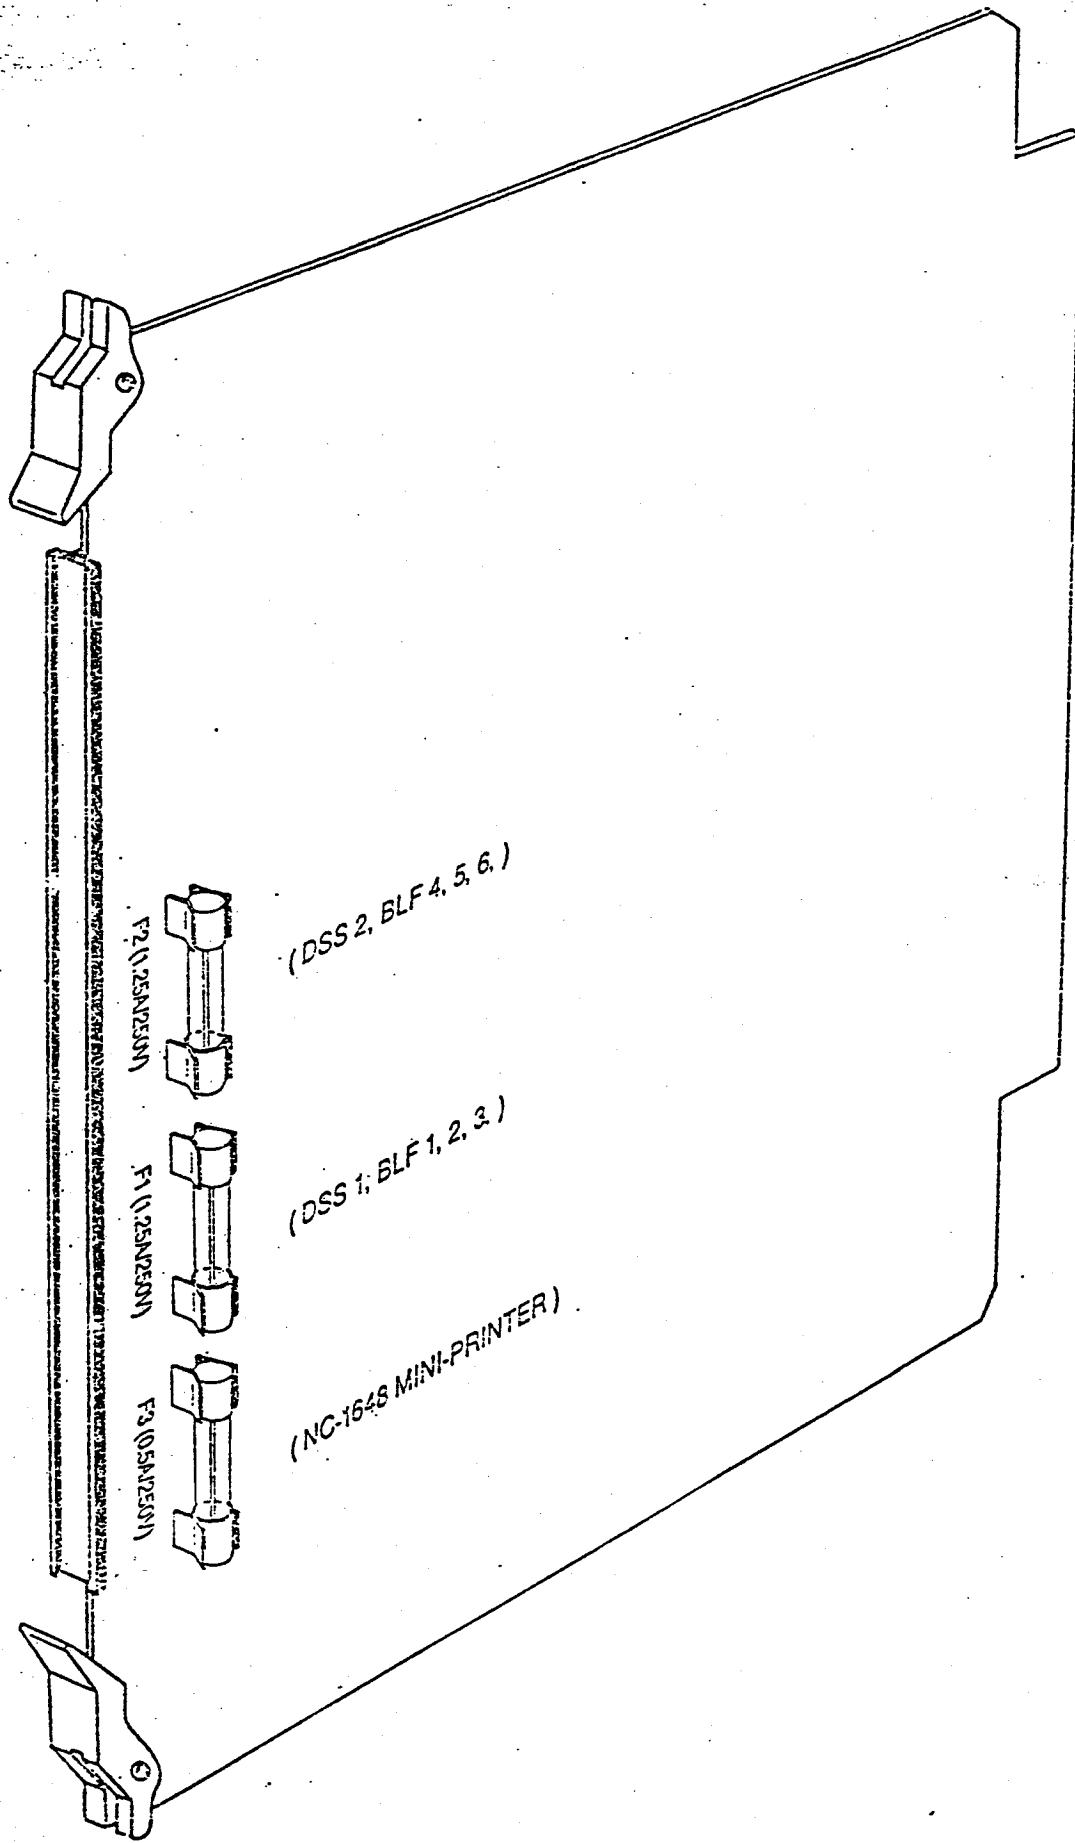 ( DSS 2, BLF 4, 5, 6, )
F2 (1.25A/250V)
( DSS 1, BLF 1, 2, 3. )
F1 (1.25A/250V)
( NC-1648 MINI-PRINTER )
F3 (0.5A/250V)